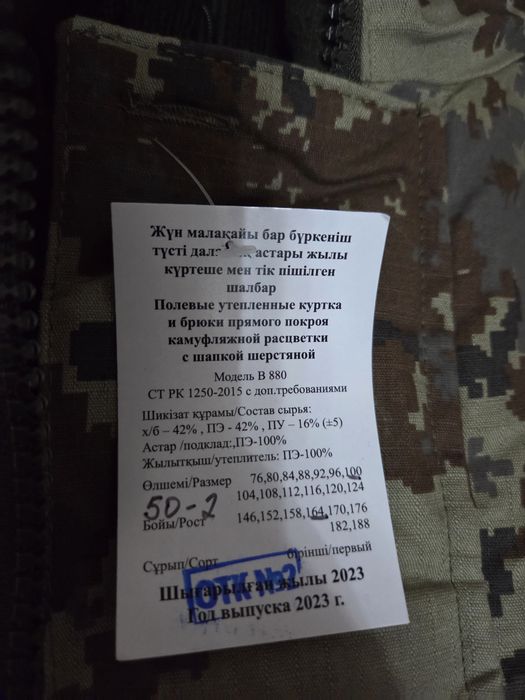 Жүн малақайы бар бүркеніш
түсті дала астары жылы
күртеше мен тік пішілген
шалбар
Полевые утепленные куртка
и брюки прямого покроя
камуфляжной расцветки
с шапкой шерстяной
Модель В 880
СТ РК 1250-2015 с доп.требованиями
Шикізат құрамы/Состав сырья:
х/б – 42% , ПЭ - 42% , ПУ – 16% (±5)
Астар /подклад:,ПЭ-100%
Жылытқыш/утеплитель: ПЭ-100%
Өлшемі/Размер 76,80,84,88,92,96,100
104,108,112,116,120,124
50-2
Бойы/Рост 146,152,158,164,170,176
182,188
Сұрып/Сорт бірінші/первый
ОТК №2
Шығарылған жылы 2023
Год выпуска 2023 г.